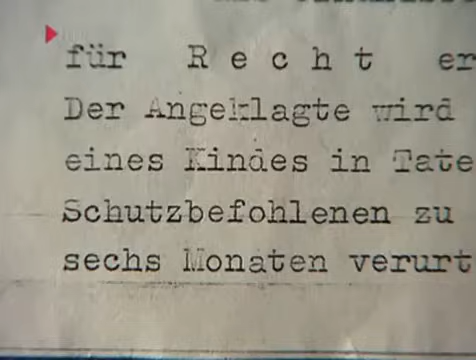 für R e c h t er
Der Angeklagte wird
eines Kindes in Tate
Schutzbefohlenen zu
sechs Monaten verurt